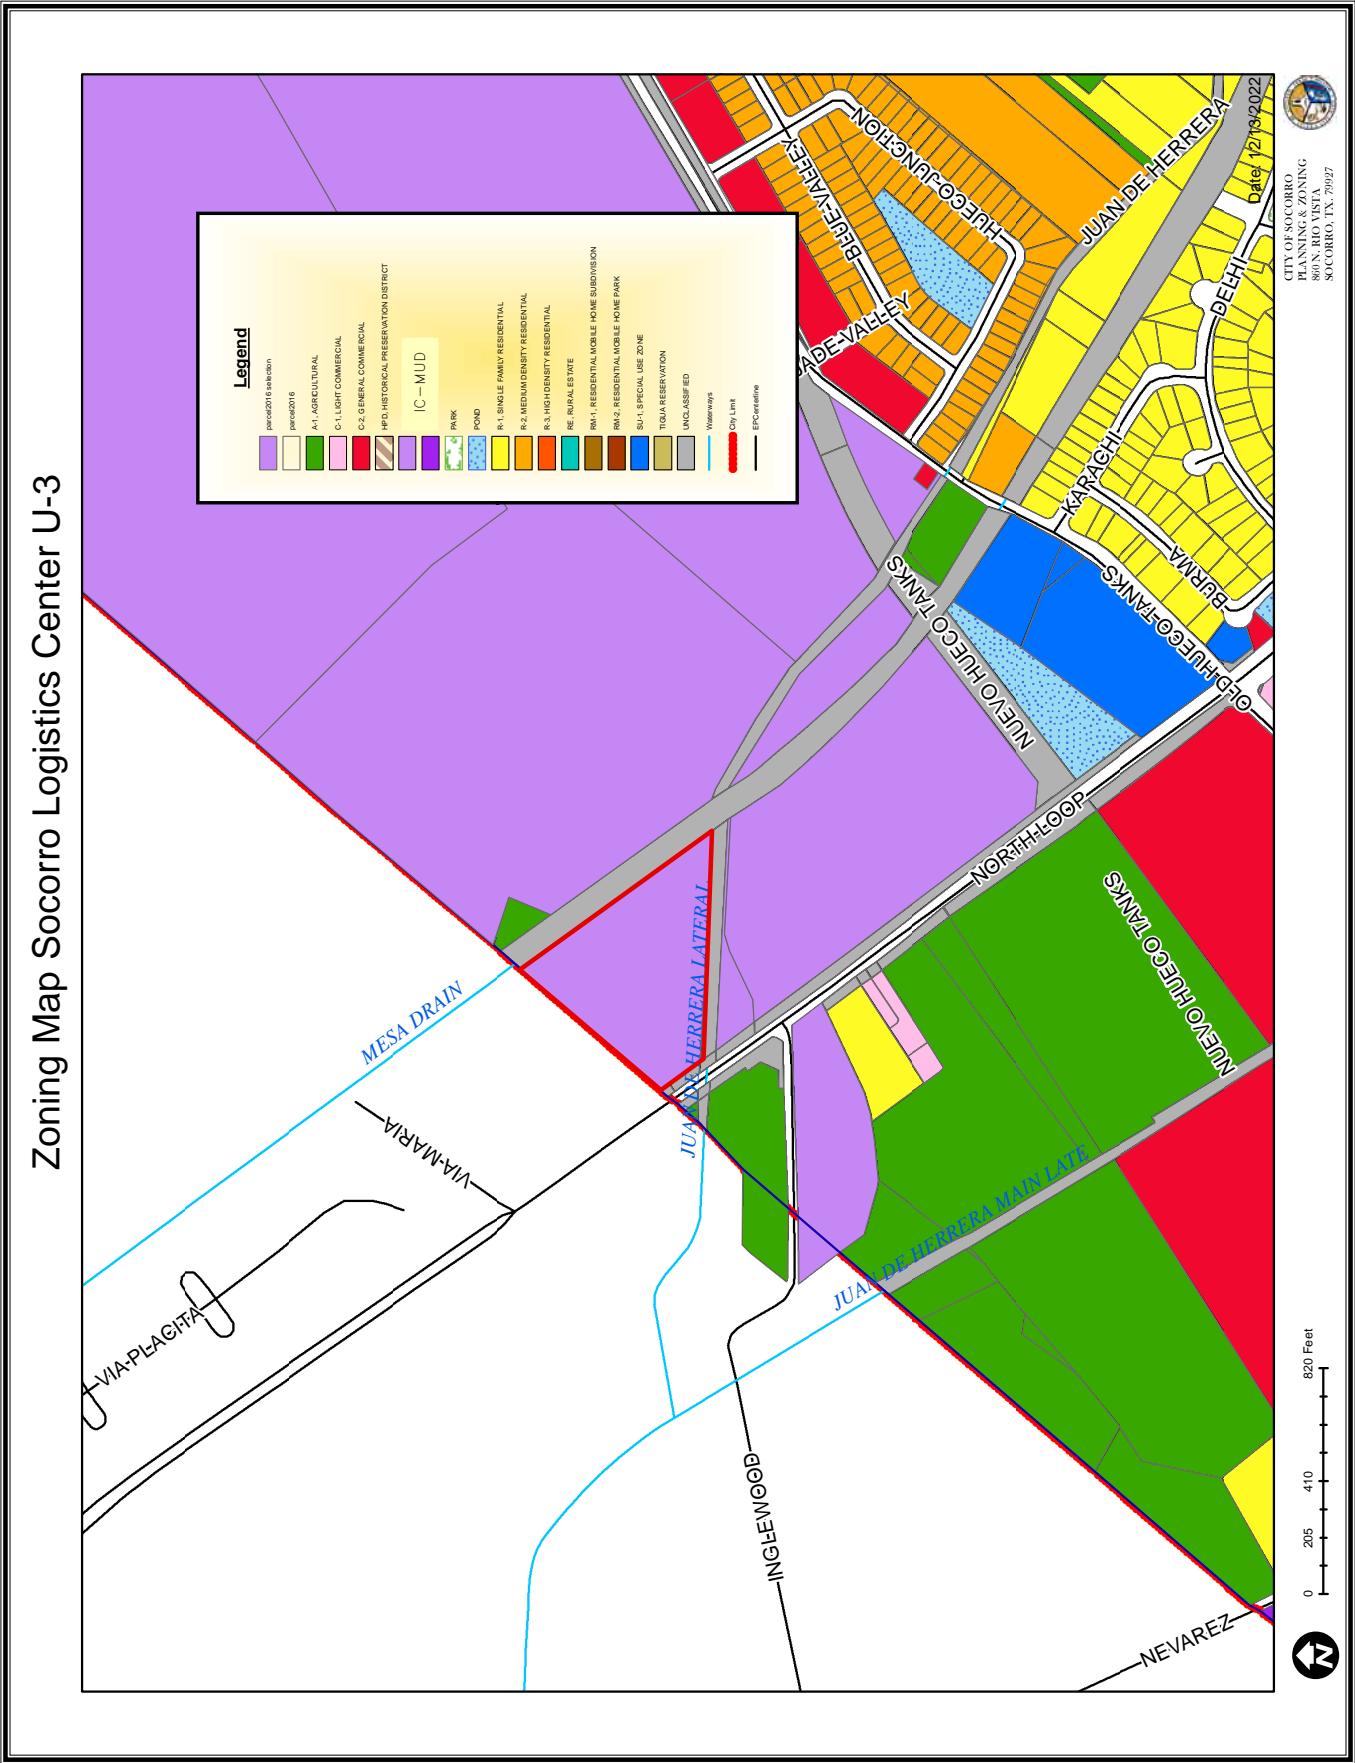 Zoning Map Socorro Logistics Center U-3
Legend
parcel2016 selection
parcel2016
A-1, AGRICULTURAL
C-1, LIGHT COMMERCIAL
C-2, GENERAL COMMERCIAL
HPD, HISTORICAL PRESERVATION DISTRICT
IC-MUD
PARK
POND
R-1, SINGLE FAMILY RESIDENTIAL
R-2, MEDIUM DENSITY RESIDENTIAL
R-3, HIGH DENSITY RESIDENTIAL
RE, RURAL ESTATE
RM-1, RESIDENTIAL MOBILE HOME SUBDIVISION
RM-2, RESIDENTIAL MOBILE HOME PARK
SU-1, SPECIAL USE ZONE
TIGUA RESERVATION
UNCLASSIFIED
Waterways
City Limit
EPCenterline
VIA-PLACITA
VIA-MARIA
MESA DRAIN
JUAN DE HERRERA LATERAL
INGLEWOOD
JUAN DE HERRERA MAIN LATE
NEVAREZ
NORTH-LOOP
NUEVO HUECO TANKS
NUEVO HUECO TANKS
OLD-HUECO-TANKS
BURMA
KARACHI
DELHI
JADE-VALLEY
BLUE-VALLEY
HUECO-JUNCTION
JUAN DE HERRERA
Date: 12/13/2022
N
0 205 410 820 Feet
CITY OF SOCORRO
PLANNING & ZONING
860 N. RIO VISTA
SOCORRO, TX. 79927